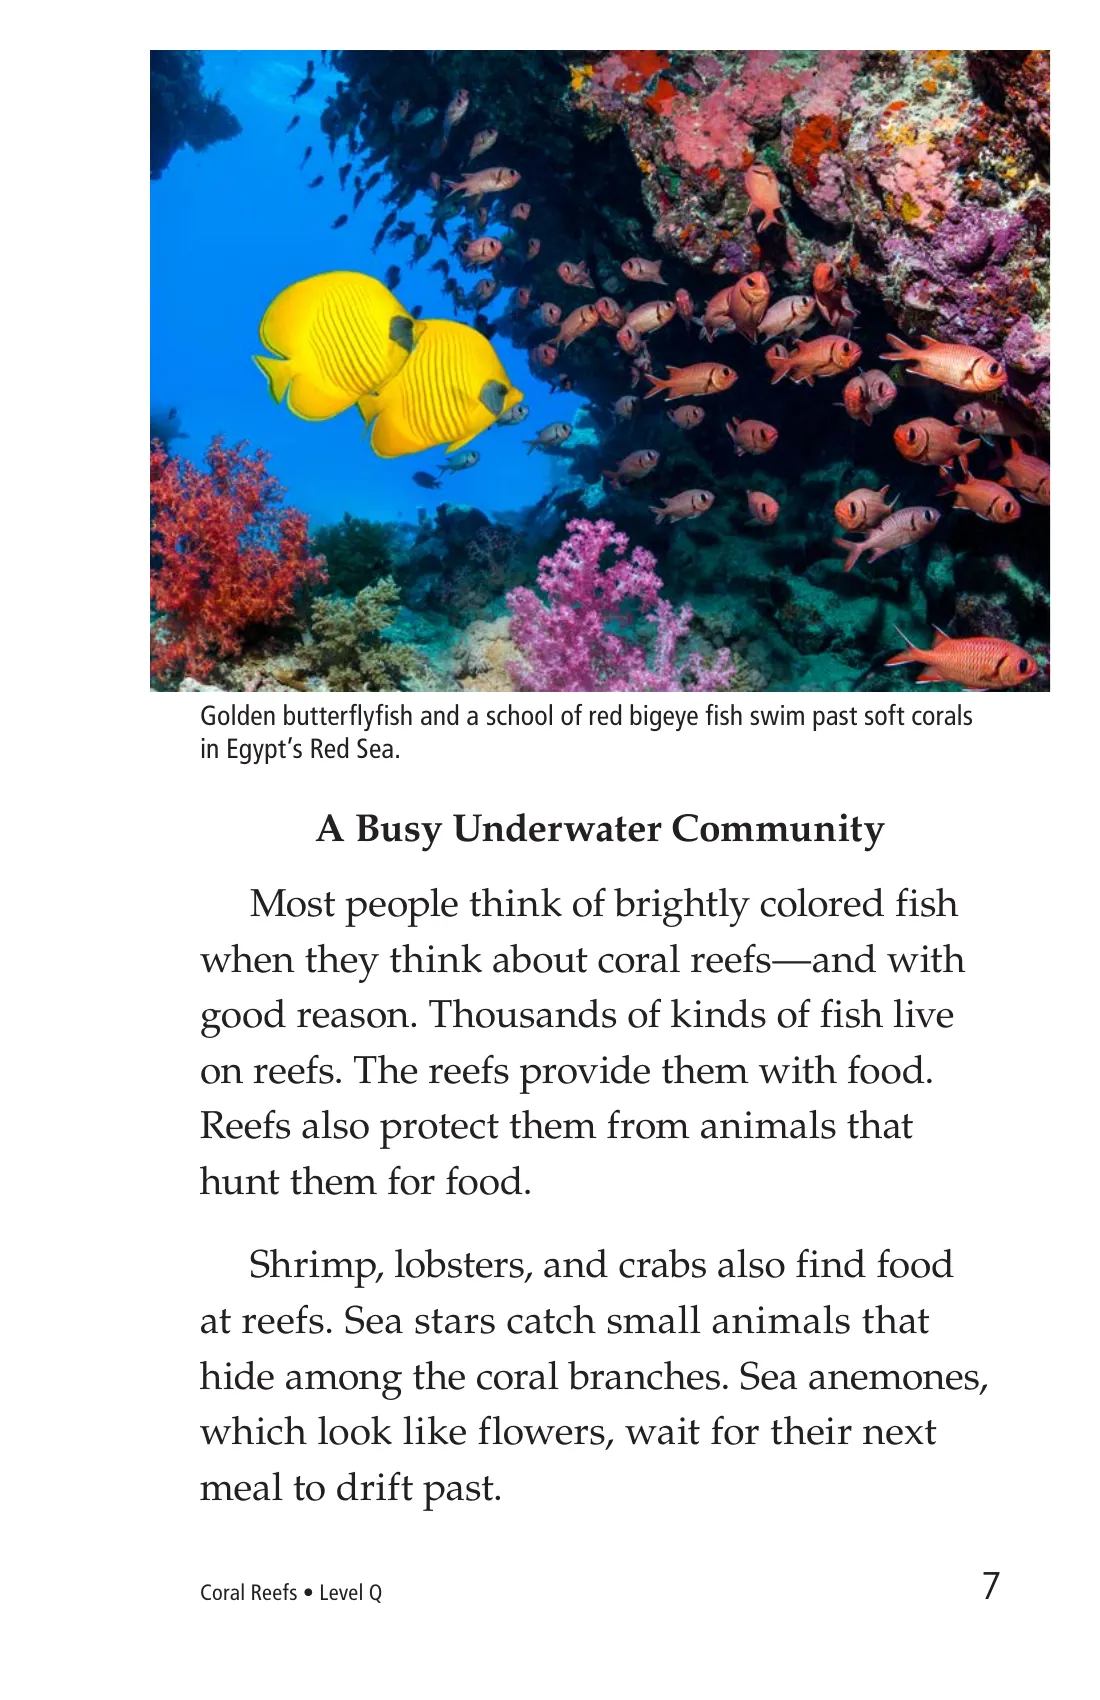 Golden butterflyfish and a school of red bigeye fish swim past soft corals
in Egypt’s Red Sea.
A Busy Underwater Community
Most people think of brightly colored fish
when they think about coral reefs—and with
good reason. Thousands of kinds of fish live
on reefs. The reefs provide them with food.
Reefs also protect them from animals that
hunt them for food.
Shrimp, lobsters, and crabs also find food
at reefs. Sea stars catch small animals that
hide among the coral branches. Sea anemones,
which look like flowers, wait for their next
meal to drift past.
Coral Reefs • Level Q
7